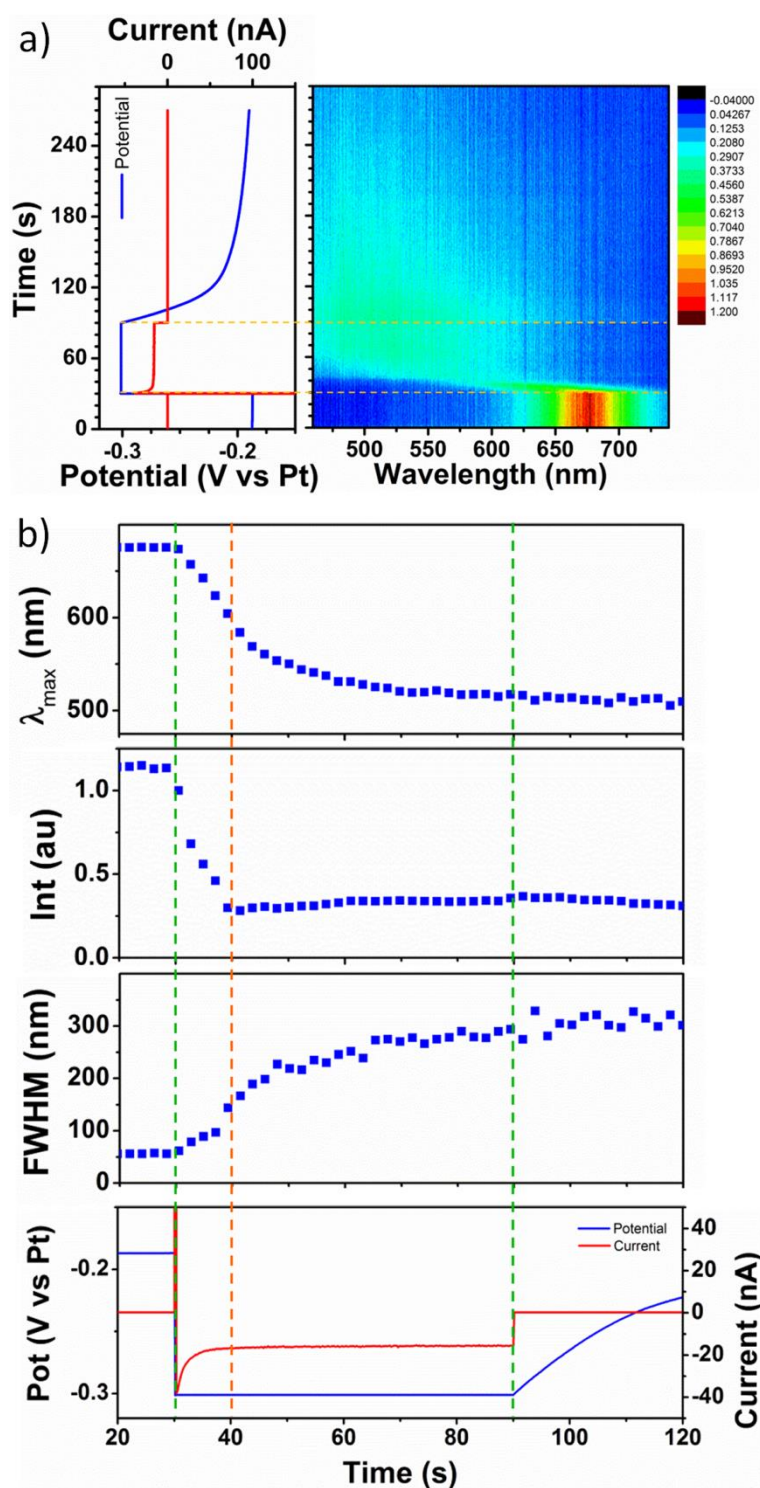 a)
Current (nA)
0 100
Potential
240
180
120
60
0
Time (s)
-0.3 -0.2
Potential (V vs Pt)
500 550 600 650 700
Wavelength (nm)
-0.04000
0.04267
0.1253
0.2080
0.2907
0.3733
0.4560
0.5387
0.6213
0.7040
0.7867
0.8693
0.9520
1.035
1.117
1.200
b)
λmax (nm)
600
500
Int (au)
1.0
0.5
0.0
FWHM (nm)
300
200
100
0
Pot (V vs Pt)
-0.2
-0.3
Potential
Current
40
20
0
-20
-40
Current (nA)
20 40 60 80 100 120
Time (s)